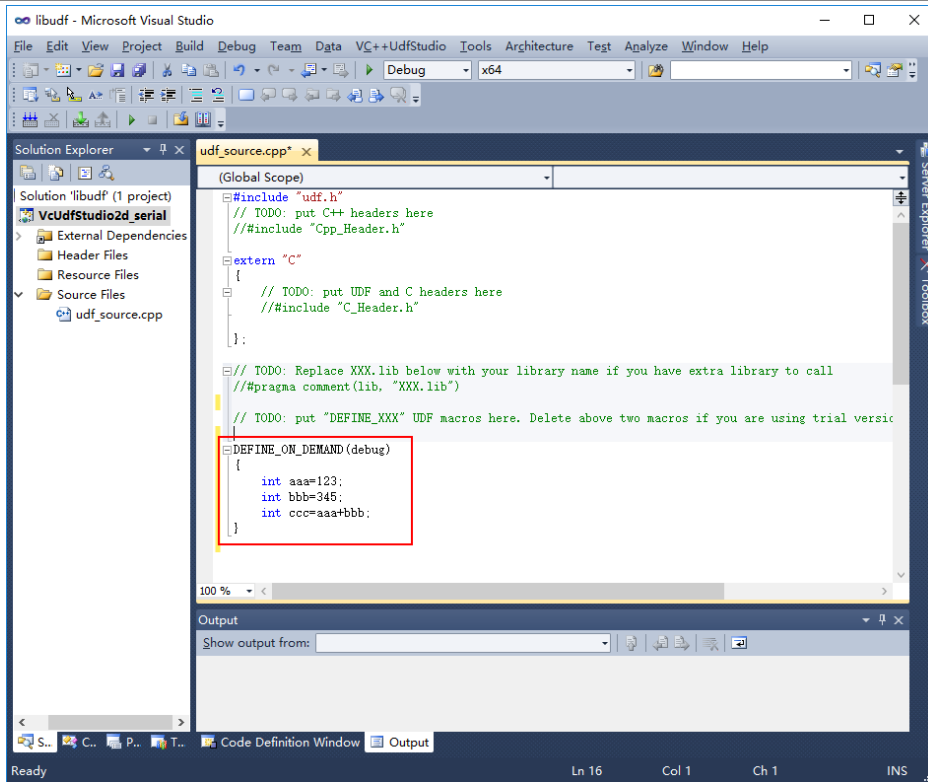 libudf - Microsoft Visual Studio
File Edit View Project Build Debug Team Data VC++UdfStudio Tools Architecture Test Analyze Window Help
Debug x64
Solution Explorer
Solution 'libudf' (1 project)
VcUdfStudio2d_serial
External Dependencies
Header Files
Resource Files
Source Files
udf_source.cpp
udf_source.cpp*
(Global Scope)
#include "udf.h"
// TODO: put C++ headers here
//#include "Cpp_Header.h"
extern "C"
{
// TODO: put UDF and C headers here
//#include "C_Header.h"
};
// TODO: Replace XXX.lib below with your library name if you have extra library to call
//#pragma comment(lib, "XXX.lib")
// TODO: put "DEFINE_XXX" UDF macros here. Delete above two macros if you are using trial versic
DEFINE_ON_DEMAND(debug)
{
int aaa=123;
int bbb=345;
int ccc=aaa+bbb;
}
100 %
Output
Show output from:
S... C... P... T...
Code Definition Window Output
Server Explorer
Toolbox
Ready Ln 16 Col 1 Ch 1 INS